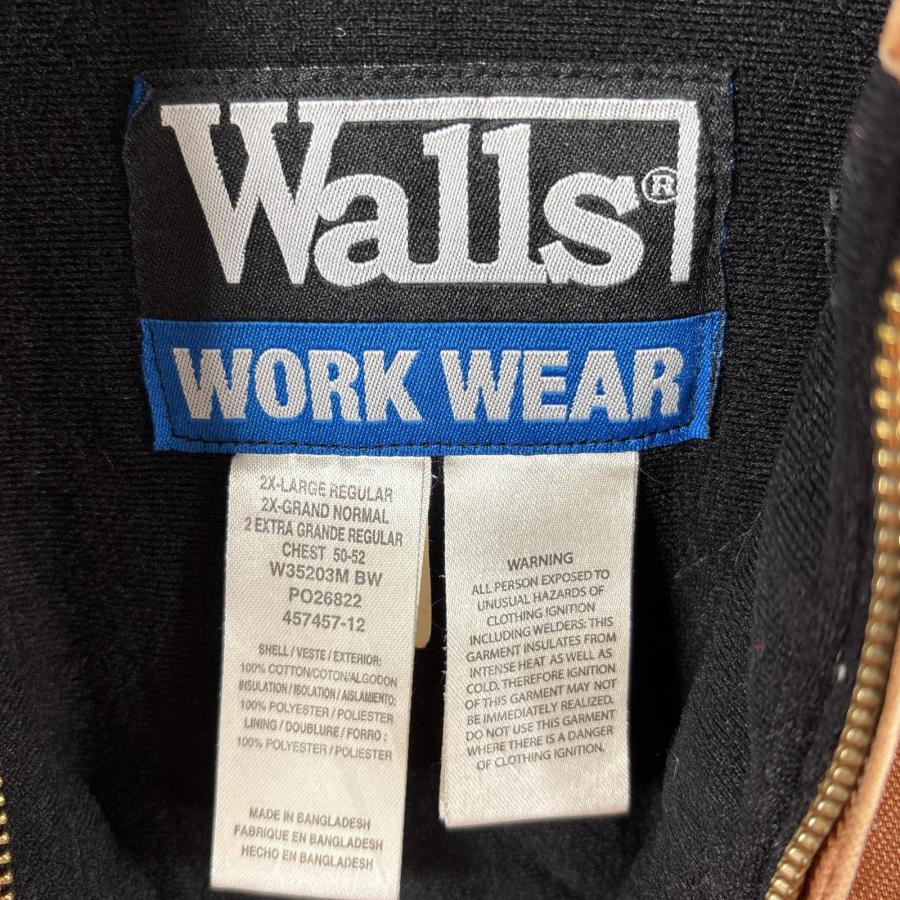 Walls®
WORK WEAR
2X-LARGE REGULAR
2X-GRAND NORMAL
2 EXTRA GRANDE REGULAR
CHEST 50-52
W35203M BW
PO26822
457457-12
SHELL / VESTE / EXTERIOR:
100% COTTON/COTON/ALGODON
INSULATION / ISOLATION / AISLAMIENTO:
100% POLYESTER / POLIESTER
LINING / DOUBLURE / FORRO :
100% POLYESTER / POLIESTER
MADE IN BANGLADESH
FABRIQUE EN BANGLADESH
HECHO EN BANGLADESH
WARNING
ALL PERSON EXPOSED TO
UNUSUAL HAZARDS OF
CLOTHING IGNITION
INCLUDING WELDERS: THIS
GARMENT INSULATES FROM
INTENSE HEAT AS WELL AS
COLD. THEREFORE IGNITION
OF THIS GARMENT MAY NOT
BE IMMEDIATELY REALIZED.
DO NOT USE THIS GARMENT
WHERE THERE IS A DANGER
OF CLOTHING IGNITION.